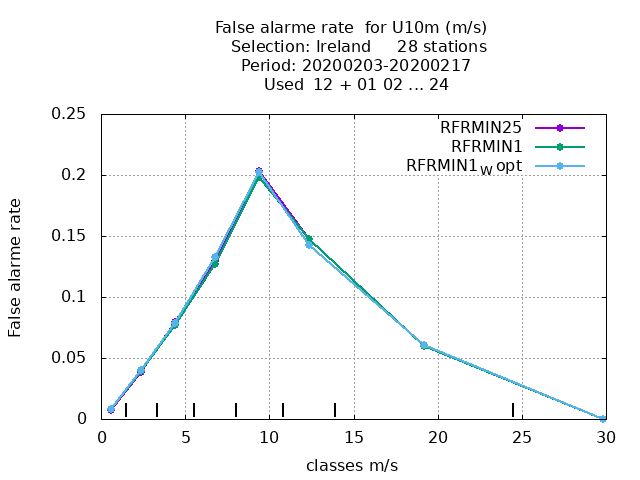 False alarme rate  for U10m (m/s)
Selection: Ireland     28 stations
Period: 20200203-20200217
Used  12 + 01 02 ... 24
RFRMIN25
RFRMIN1
RFRMIN1W opt
False alarme rate
0.25
0.2
0.15
0.1
0.05
0
0 5 10 15 20 25 30
classes m/s